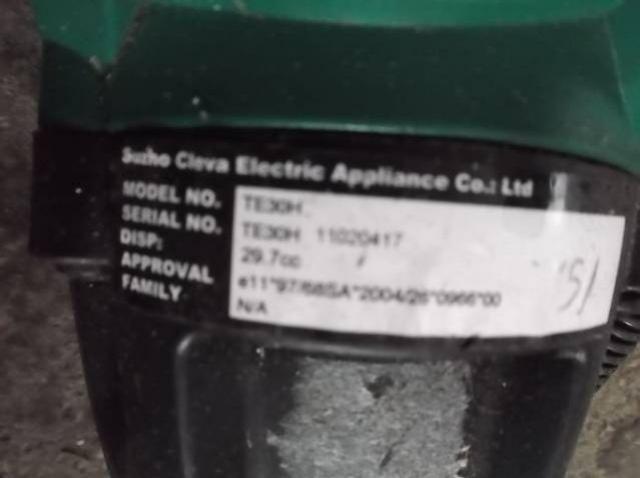 Suzho Cleva Electric Appliance Co.: Ltd
MODEL NO. TE30H
SERIAL NO. TE30H 11020417
DISP: 29.7cc
APPROVAL e11*97/68SA*2004/26*0966*00
FAMILY N/A